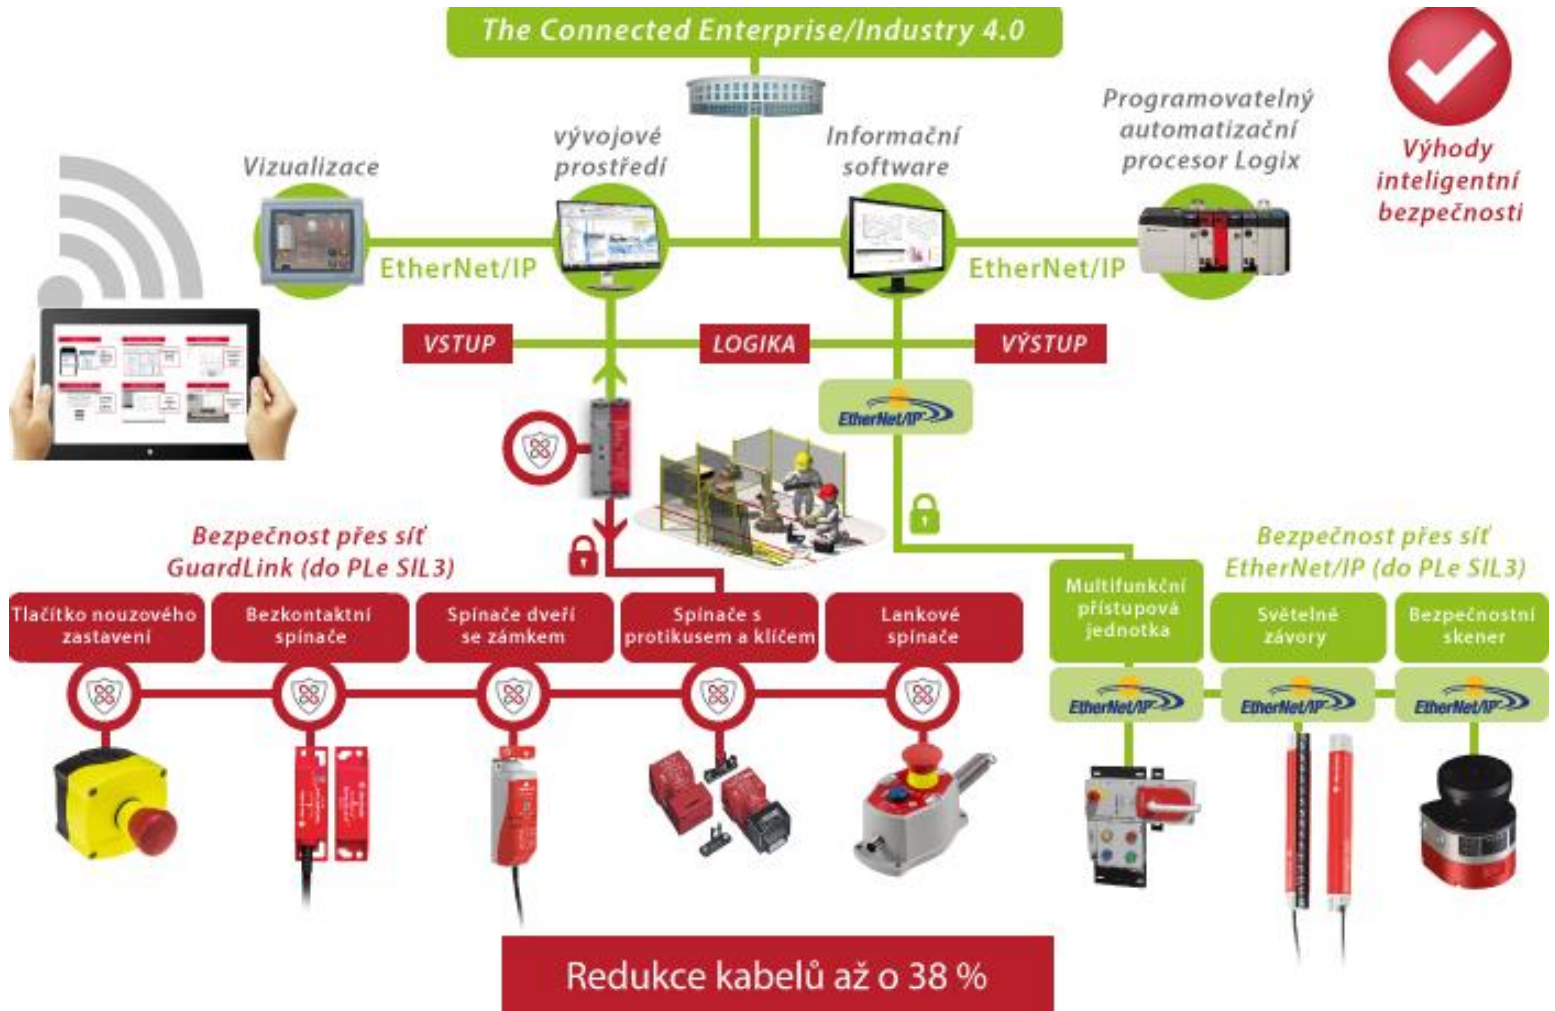 The Connected Enterprise/Industry 4.0
Vizualizace
vývojové
prostředí
Informační
software
Programovatelný
automatizační
procesor Logix
Výhody
inteligentní
bezpečnosti
EtherNet/IP
EtherNet/IP
VSTUP
LOGIKA
VÝSTUP
EtherNet/IP
Bezpečnost přes síť
GuardLink (do PLe SIL3)
Bezpečnost přes síť
EtherNet/IP (do PLe SIL3)
Tlačítko nouzového
zastavení
Bezkontaktní
spínače
Spínače dveří
se zámkem
Spínače s
protikusem a klíčem
Lankové
spínače
Multifunkční
přístupová
jednotka
Světelné
závory
Bezpečnostní
skener
EtherNet/IP
EtherNet/IP
EtherNet/IP
Redukce kabelů až o 38 %